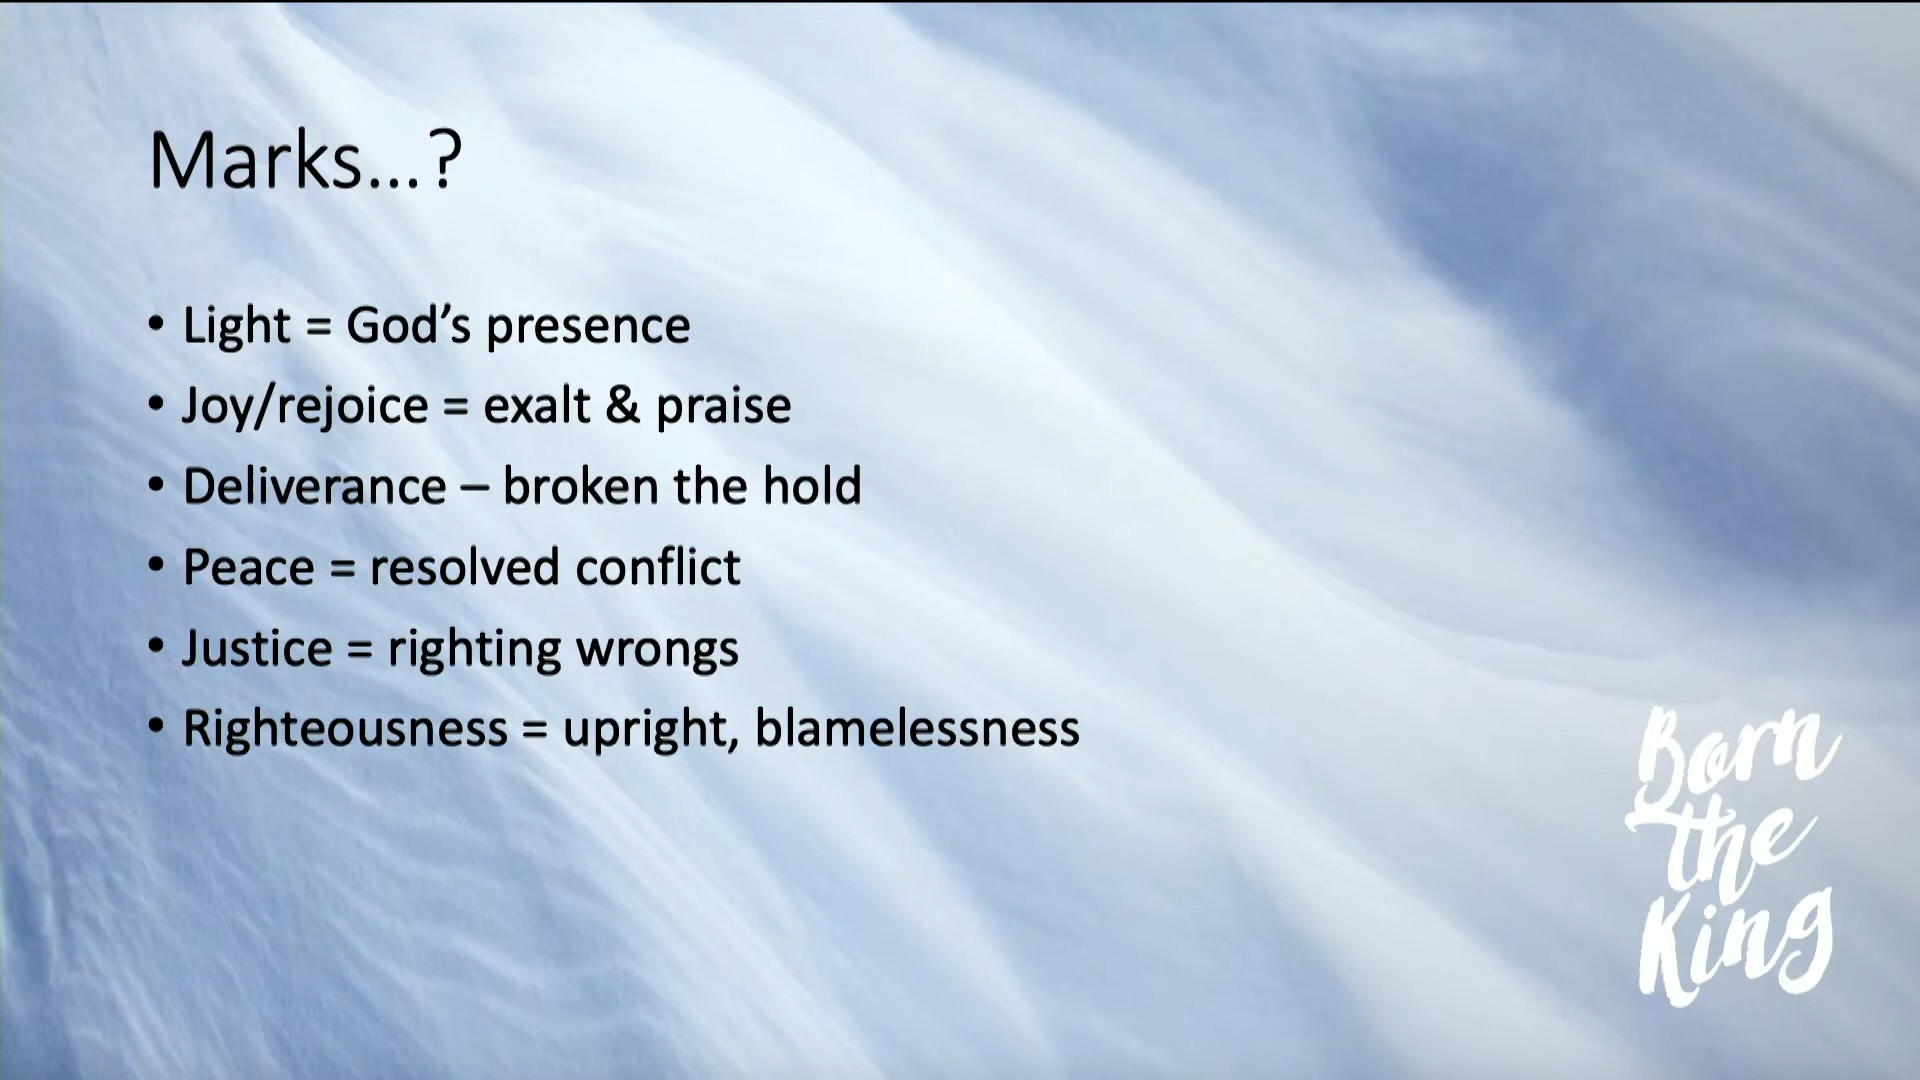 Marks...?
• Light = God’s presence
• Joy/rejoice = exalt & praise
• Deliverance – broken the hold
• Peace = resolved conflict
• Justice = righting wrongs
• Righteousness = upright, blamelessness
Born
the
King